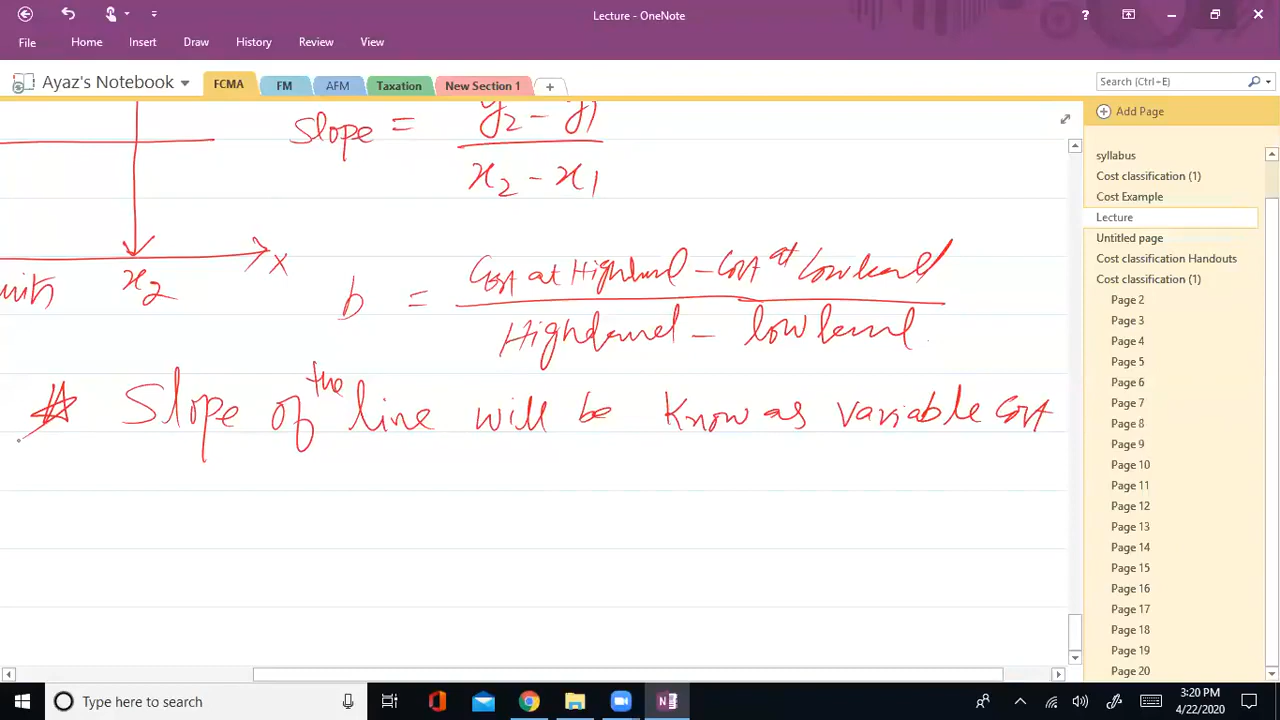 Lecture - OneNote
?
File Home Insert Draw History Review View
Ayaz's Notebook FCMA FM AFM Taxation New Section 1 +
Search (Ctrl+E)
Add Page
syllabus
Cost classification (1)
Cost Example
Lecture
Untitled page
Cost classification Handouts
Cost classification (1)
Page 2
Page 3
Page 4
Page 5
Page 6
Page 7
Page 8
Page 9
Page 10
Page 11
Page 12
Page 13
Page 14
Page 15
Page 16
Page 17
Page 18
Page 19
Page 20
Slope = y2 - y1
x2 - x1
x
units x2
b = Cost at High level - Cost at low level
High level - low level
the
Slope of line will be Know as variable Cost
Type here to search
3:20 PM
4/22/2020